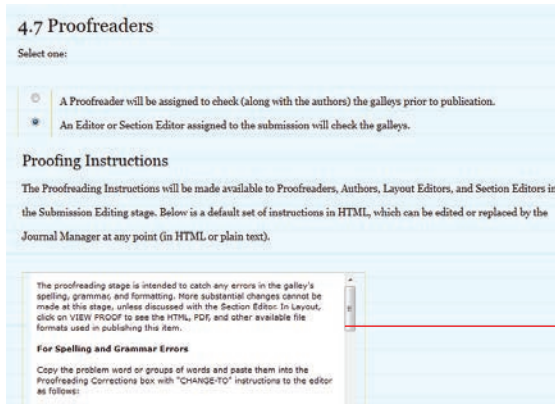 4.7 Proofreaders
Select one:
A Proofreader will be assigned to check (along with the authors) the galleys prior to publication.
An Editor or Section Editor assigned to the submission will check the galleys.
Proofing Instructions
The Proofreading Instructions will be made available to Proofreaders, Authors, Layout Editors, and Section Editors in
the Submission Editing stage. Below is a default set of instructions in HTML, which can be edited or replaced by the
Journal Manager at any point (in HTML or plain text).
The proofreading stage is intended to catch any errors in the galley's
spelling, grammar, and formatting. More substantial changes cannot be
made at this stage, unless discussed with the Section Editor. In Layout,
click on VIEW PROOF to see the HTML, PDF, and other available file
formats used in publishing this item.
For Spelling and Grammar Errors
Copy the problem word or groups of words and paste them into the
Proofreading Corrections box with "CHANGE-TO" instructions to the editor
as follows: